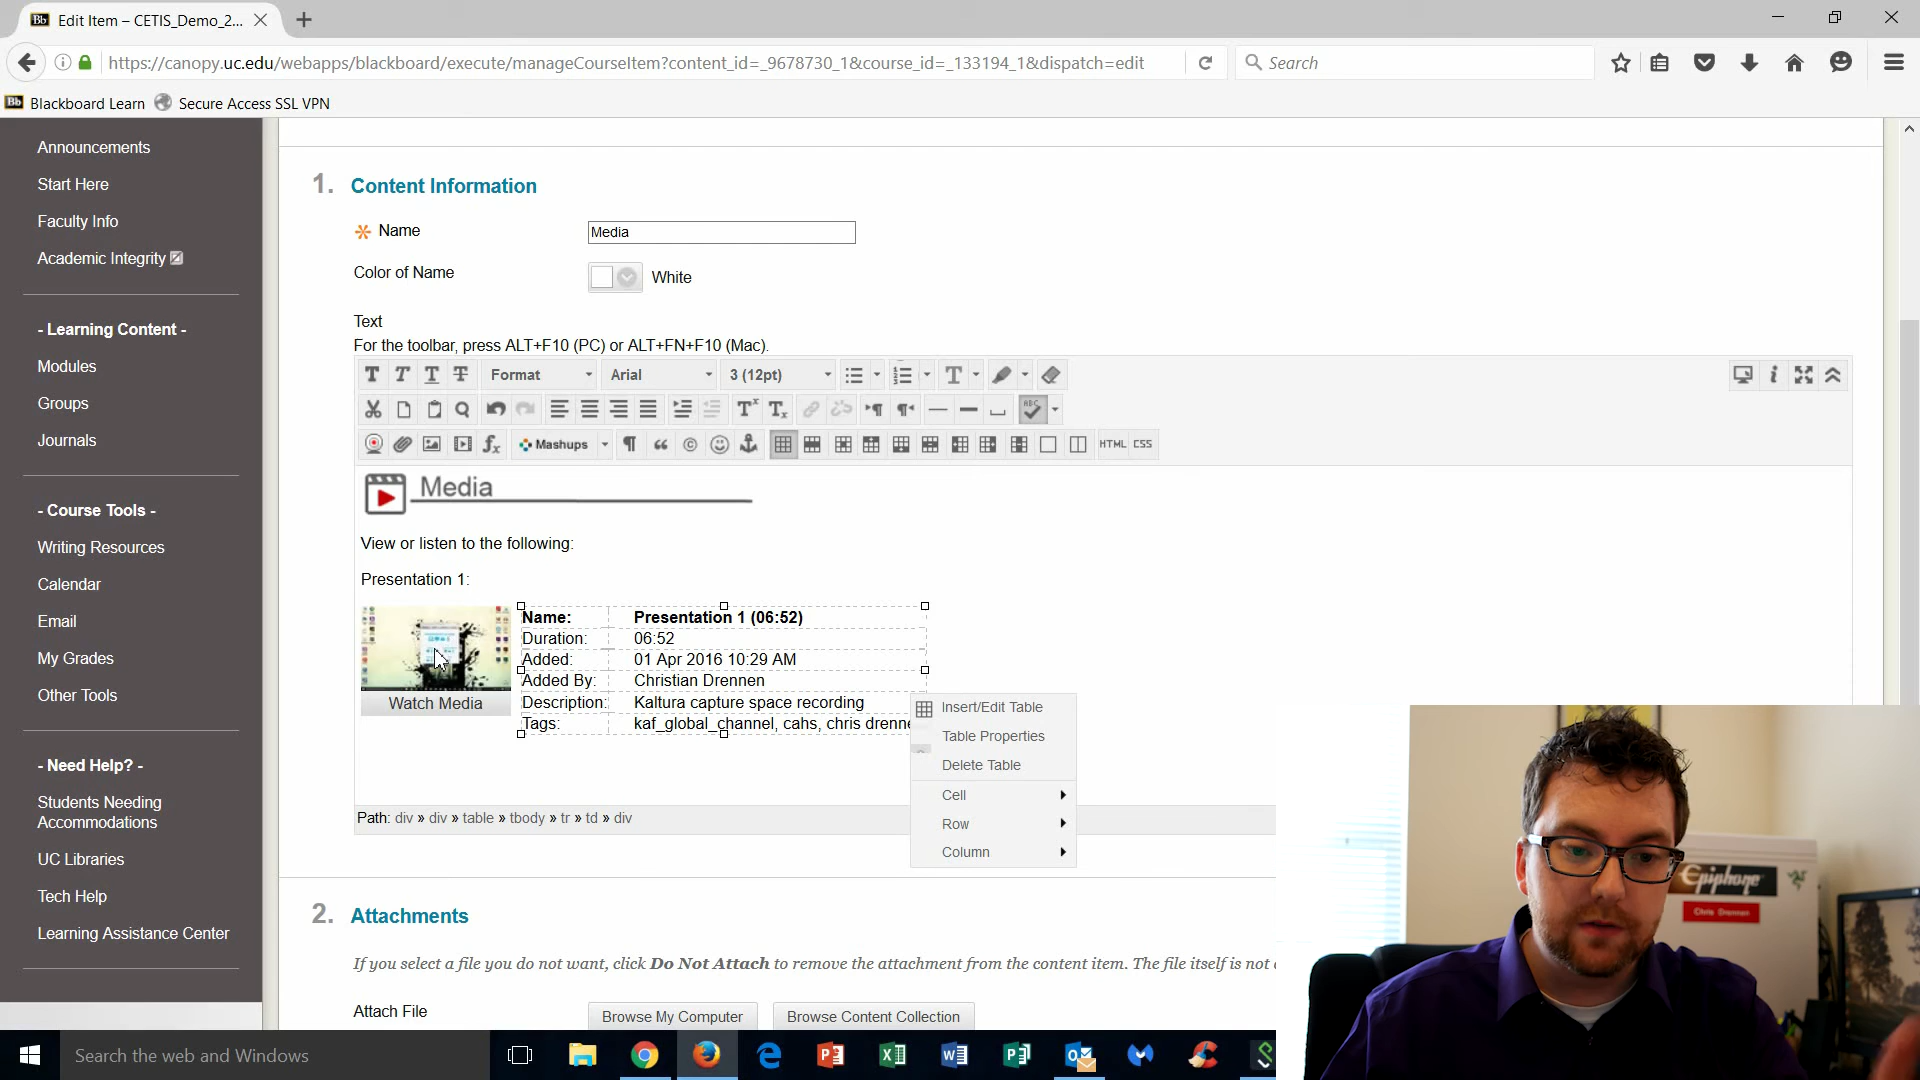 Edit Item – CETIS_Demo_2...
https://canopy.uc.edu/webapps/blackboard/execute/manageCourseItem?content_id=_9678730_1&course_id=_133194_1&dispatch=edit
Search
Blackboard Learn
Secure Access SSL VPN
Announcements
Start Here
Faculty Info
Academic Integrity
- Learning Content -
Modules
Groups
Journals
- Course Tools -
Writing Resources
Calendar
Email
My Grades
Other Tools
- Need Help? -
Students Needing
Accommodations
UC Libraries
Tech Help
Learning Assistance Center
1. Content Information
Name
Media
Color of Name
White
Text
For the toolbar, press ALT+F10 (PC) or ALT+FN+F10 (Mac).
Format
Arial
3 (12pt)
Mashups
HTML CSS
Media
View or listen to the following:
Presentation 1:
Watch Media
Name: Presentation 1 (06:52)
Duration: 06:52
Added: 01 Apr 2016 10:29 AM
Added By: Christian Drennen
Description: Kaltura capture space recording
Tags: kaf_global_channel, cahs, chris drenne
Insert/Edit Table
Table Properties
Delete Table
Cell
Row
Column
Path: div » div » table » tbody » tr » td » div
2. Attachments
If you select a file you do not want, click Do Not Attach to remove the attachment from the content item. The file itself is not
Attach File
Browse My Computer
Browse Content Collection
Epiphone
Chris Drennen
Search the web and Windows